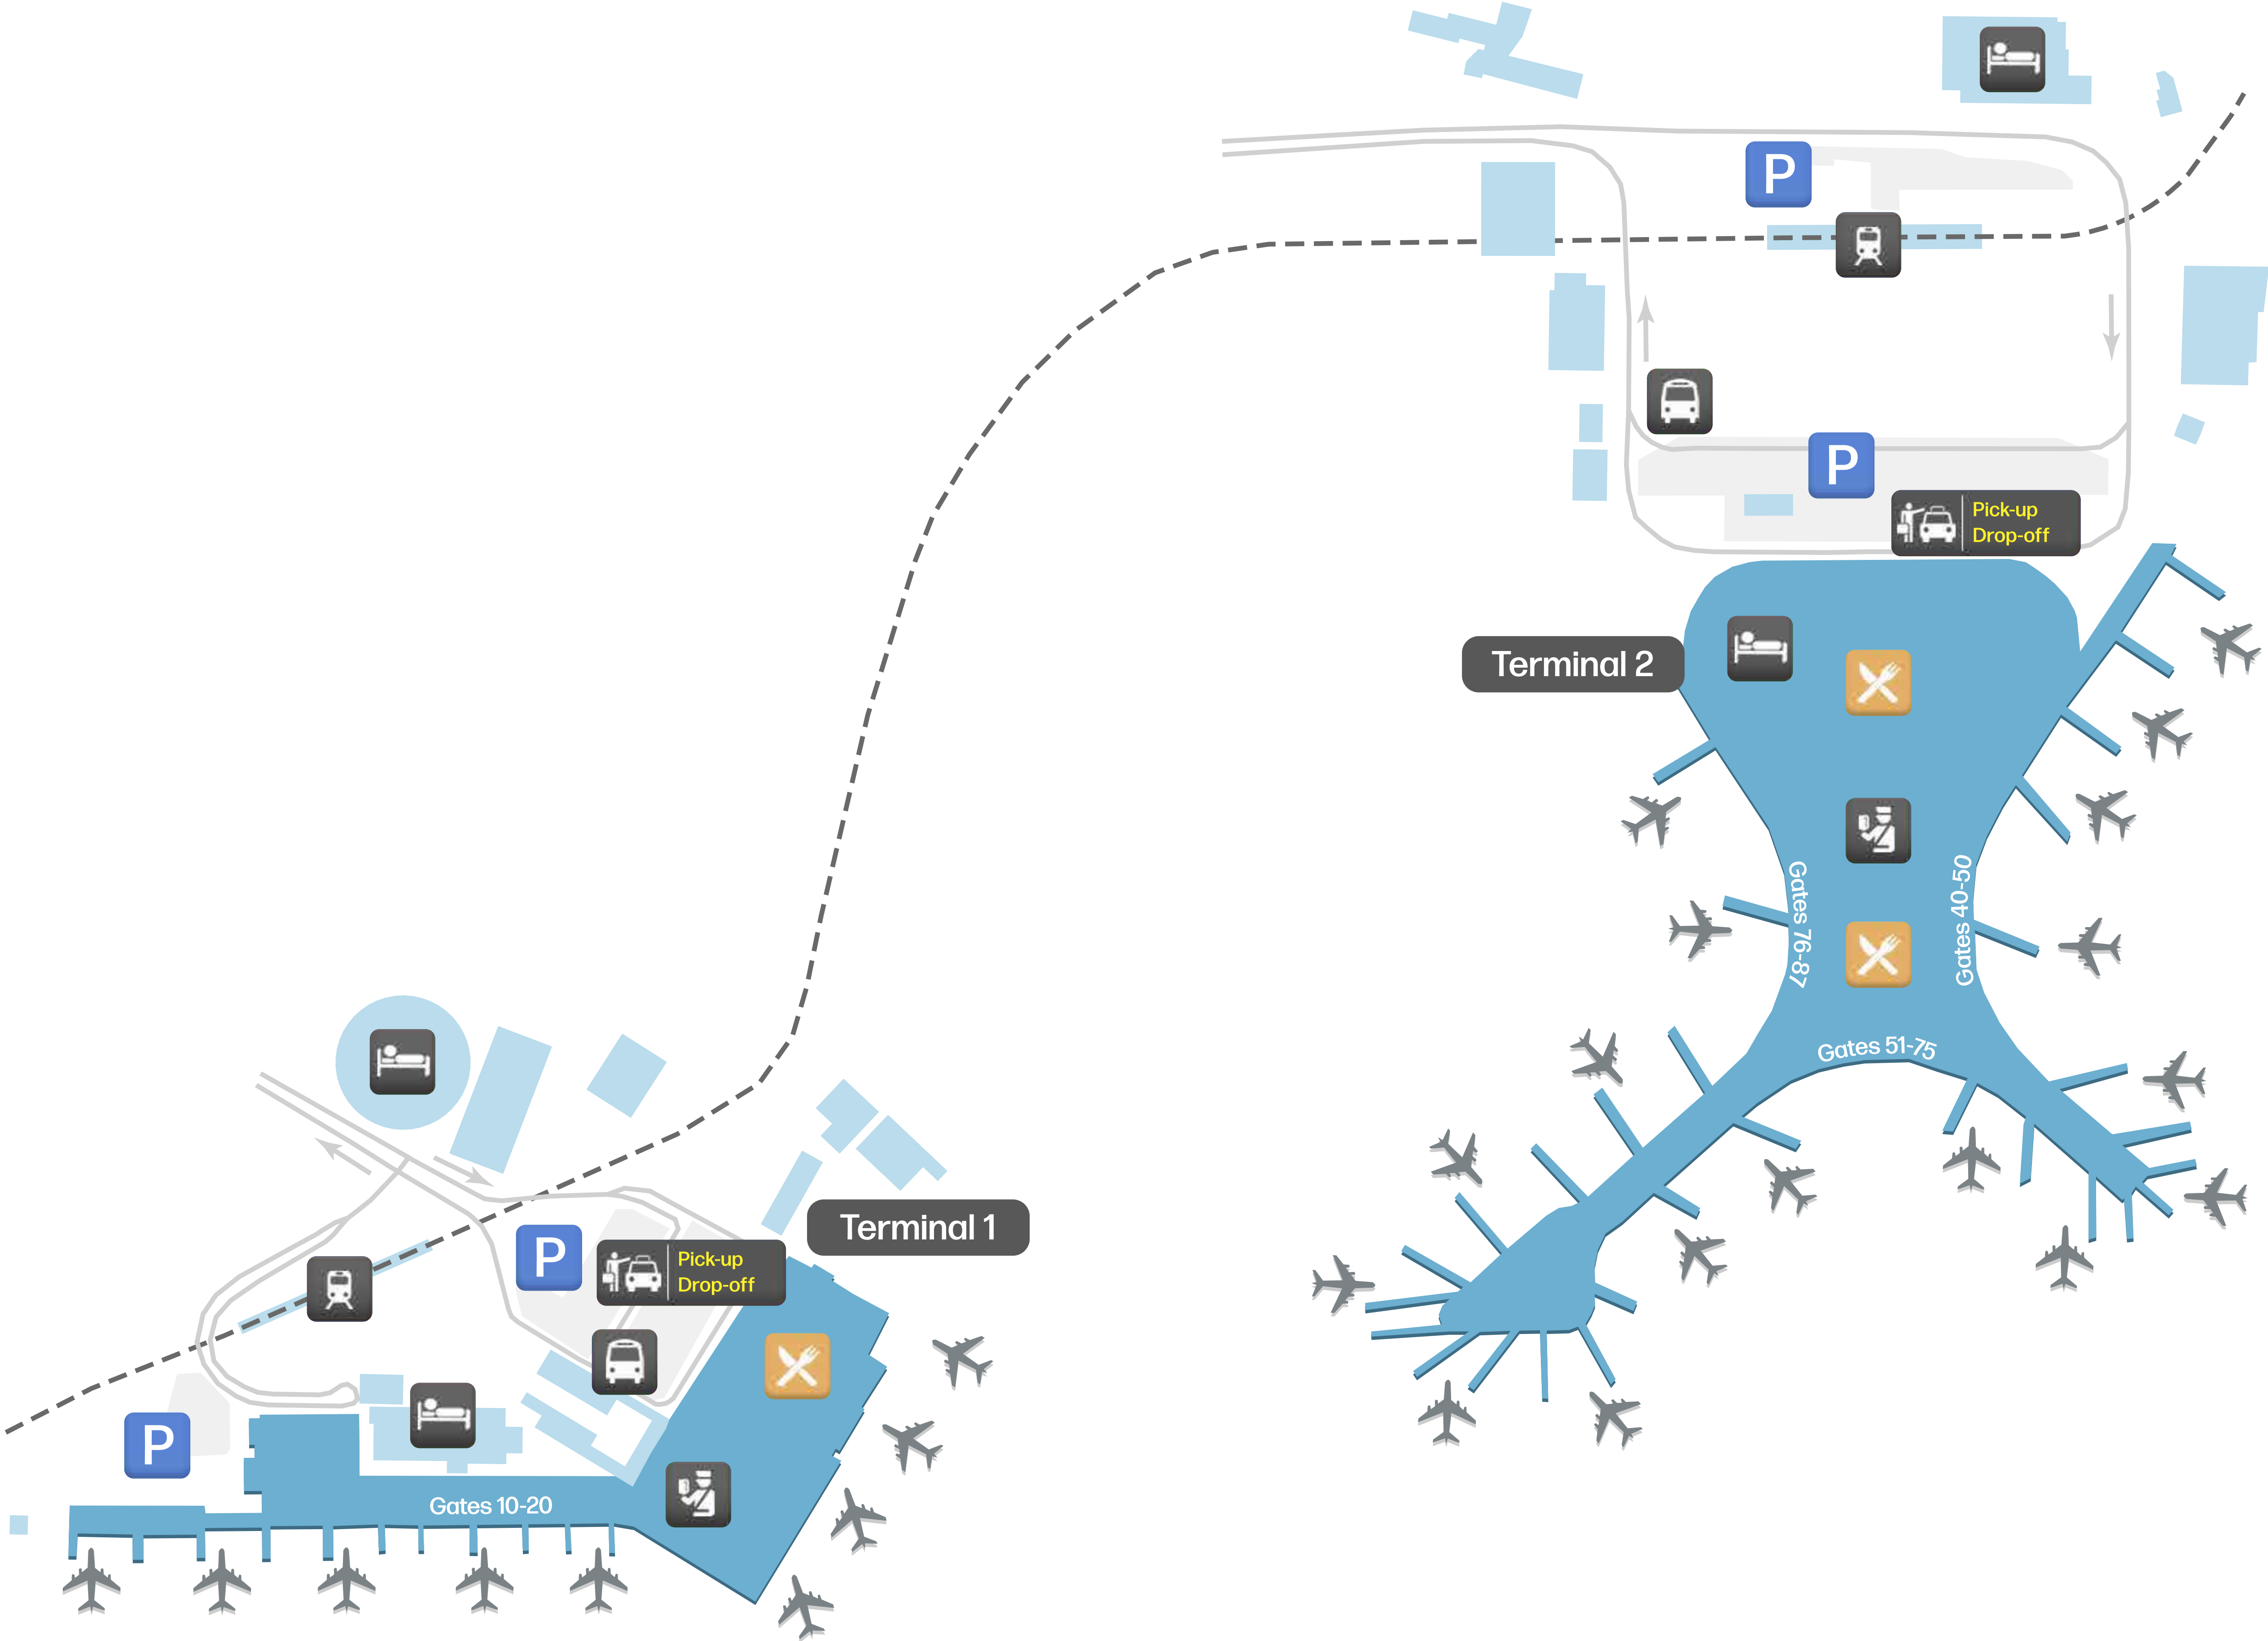 P
P
Pick-up
Drop-off
Terminal 2
Gates 76-87
Gates 40-50
Gates 51-75
Terminal 1
P
Pick-up
Drop-off
P
Gates 10-20